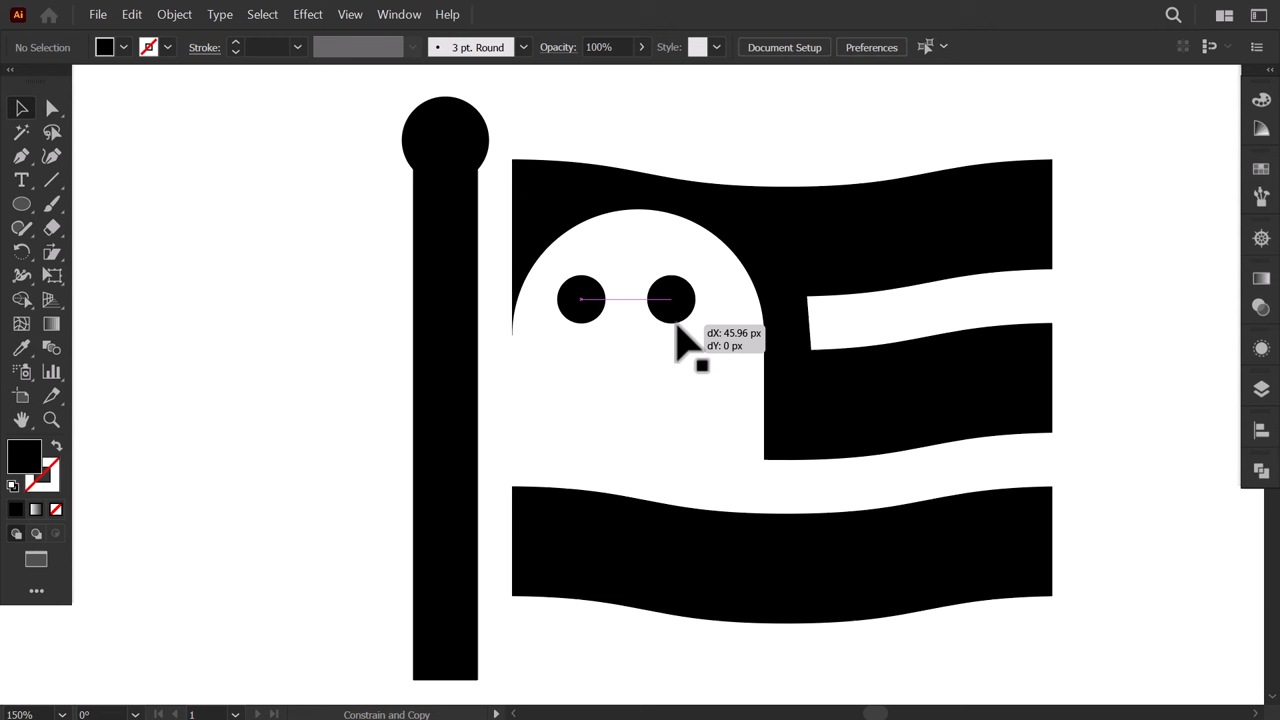 Ai File Edit Object Type Select Effect View Window Help
No Selection Stroke: 3 pt. Round Opacity: 100% Style: Document Setup Preferences
dX: 45.96 px
dY: 0 px
150% 0° 1 Constrain and Copy